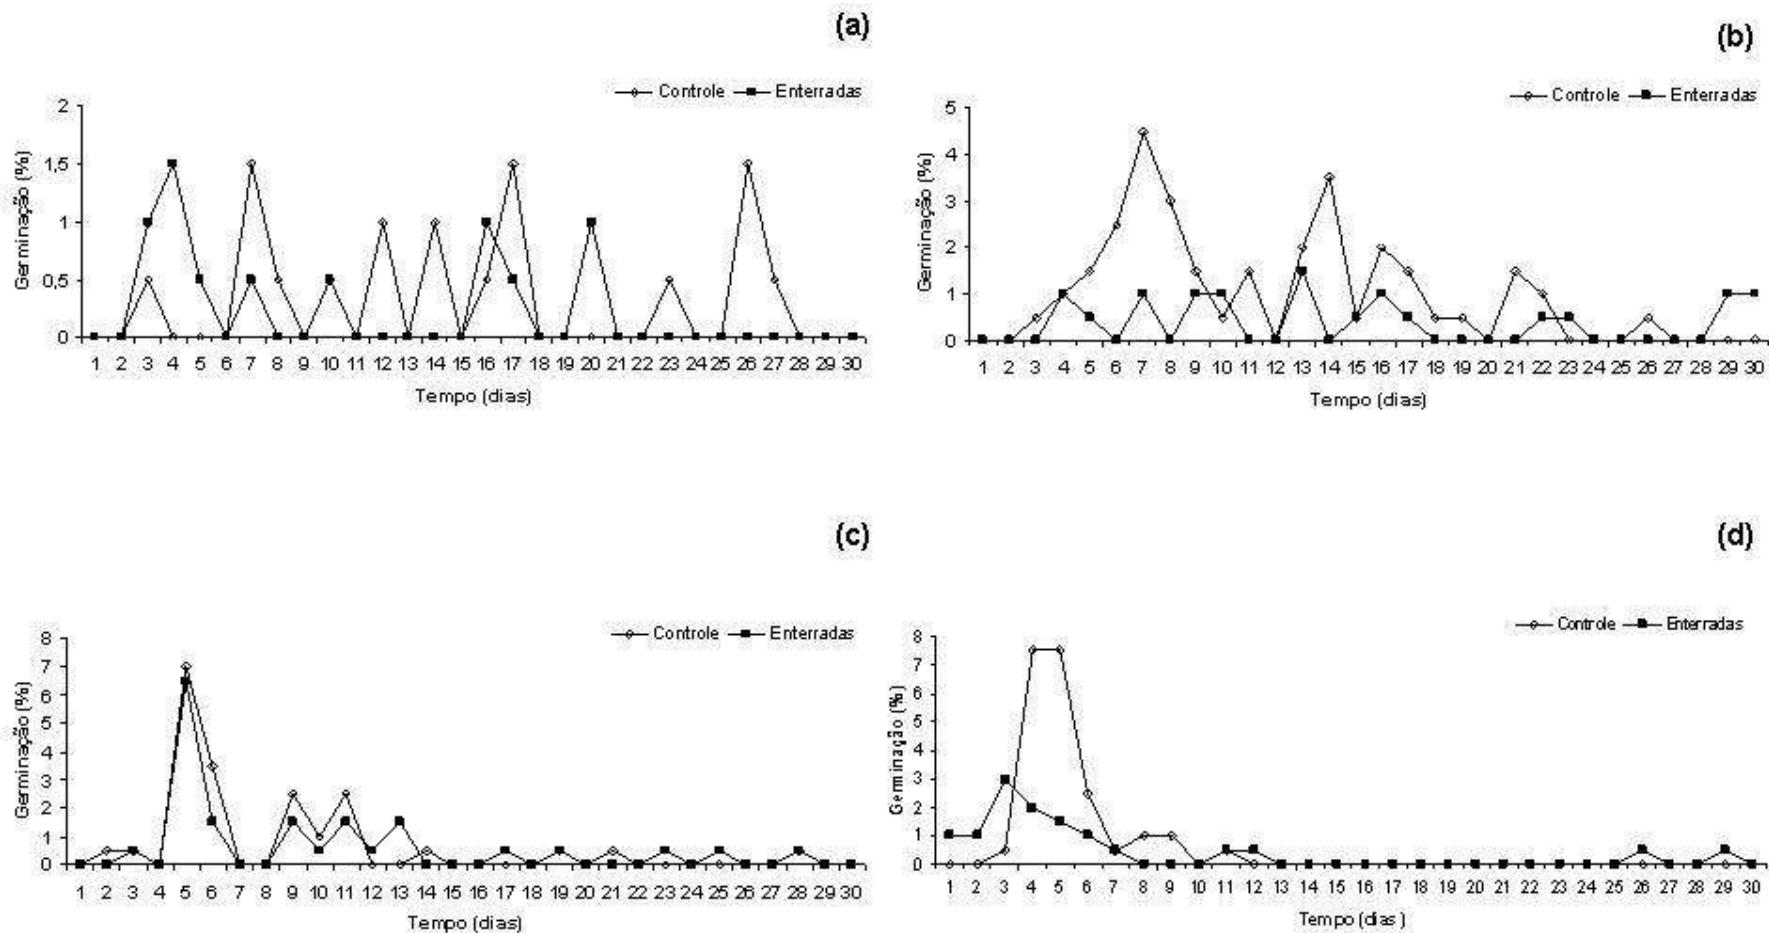 (a)
Controle Enterradas
2
1,5
1
0,5
0
Germinação (%)
1 2 3 4 5 6 7 8 9 10 11 12 13 14 15 16 17 18 19 20 21 22 23 24 25 26 27 28 29 30
Tempo (dias)
(b)
Controle Enterradas
5
4
3
2
1
0
Germinação (%)
1 2 3 4 5 6 7 8 9 10 11 12 13 14 15 16 17 18 19 20 21 22 23 24 25 26 27 28 29 30
Tempo (dias)
(c)
Controle Enterradas
8
7
6
5
4
3
2
1
0
Germinação (%)
1 2 3 4 5 6 7 8 9 10 11 12 13 14 15 16 17 18 19 20 21 22 23 24 25 26 27 28 29 30
Tempo (dias)
(d)
Controle Enterradas
8
7
6
5
4
3
2
1
0
Germinação (%)
1 2 3 4 5 6 7 8 9 10 11 12 13 14 15 16 17 18 19 20 21 22 23 24 25 26 27 28 29 30
Tempo (dias)